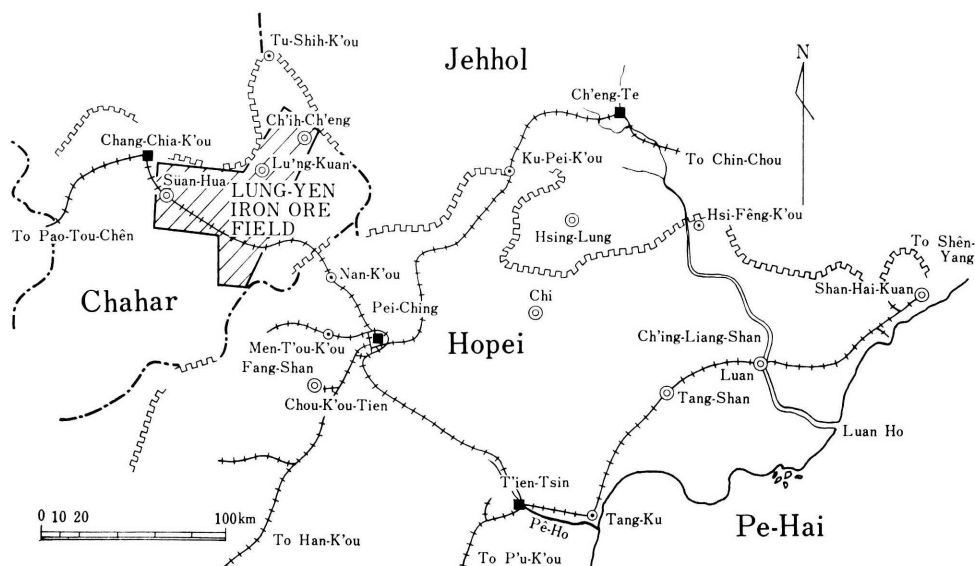 Tu-Shih-K'ou
Jehhol
N
Ch'eng-Te
Ch'ih-Ch'eng
Chang-Chia-K'ou
To Chin-Chou
Lu'ng-Kuan
Ku-Pei-K'ou
Süan-Hua
LUNG-YEN
IRON ORE
FIELD
Hsi-Fêng-K'ou
To Pao-Tou-Chên
Hsing-Lung
To Shên-
Yang
Nan-K'ou
Shan-Hai-Kuan
Chahar
Pei-Ching
Chi
Hopei
Ch'ing-Liang-Shan
Men-T'ou-K'ou
Fang-Shan
Luan
Chou-K'ou-Tien
Tang-Shan
Luan Ho
T'ien-Tsin
0 10 20 100km
Pê-Ho
Tang-Ku
Pe-Hai
To Han-K'ou
To P'u-K'ou